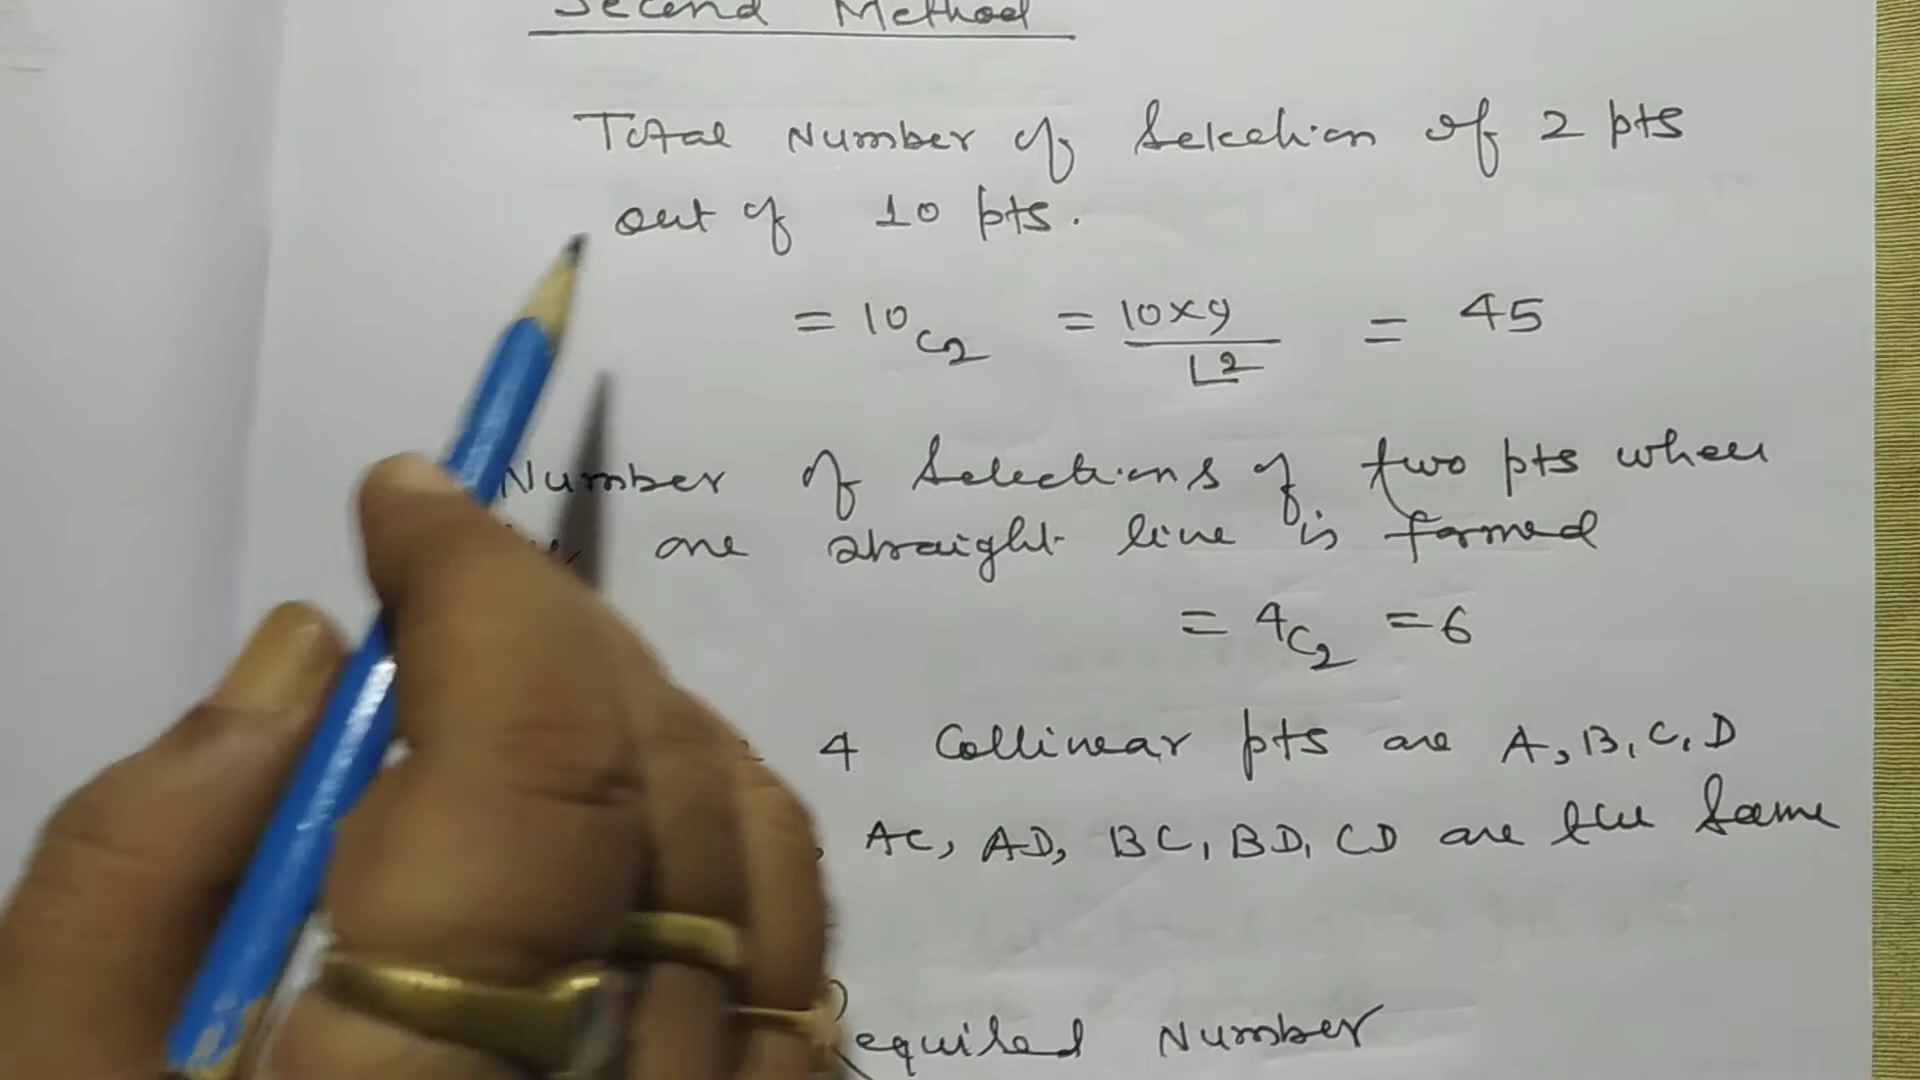 Second Method
Total Number of Selection of 2 pts
out of 10 pts.
= 10C2 = 10×9/∟2 = 45
Number of Selections of two pts when
one straight line is formed
= 4C2 = 6
4 Collinear pts are A, B, C, D
AC, AD, BC, BD, CD are the same
Required Number